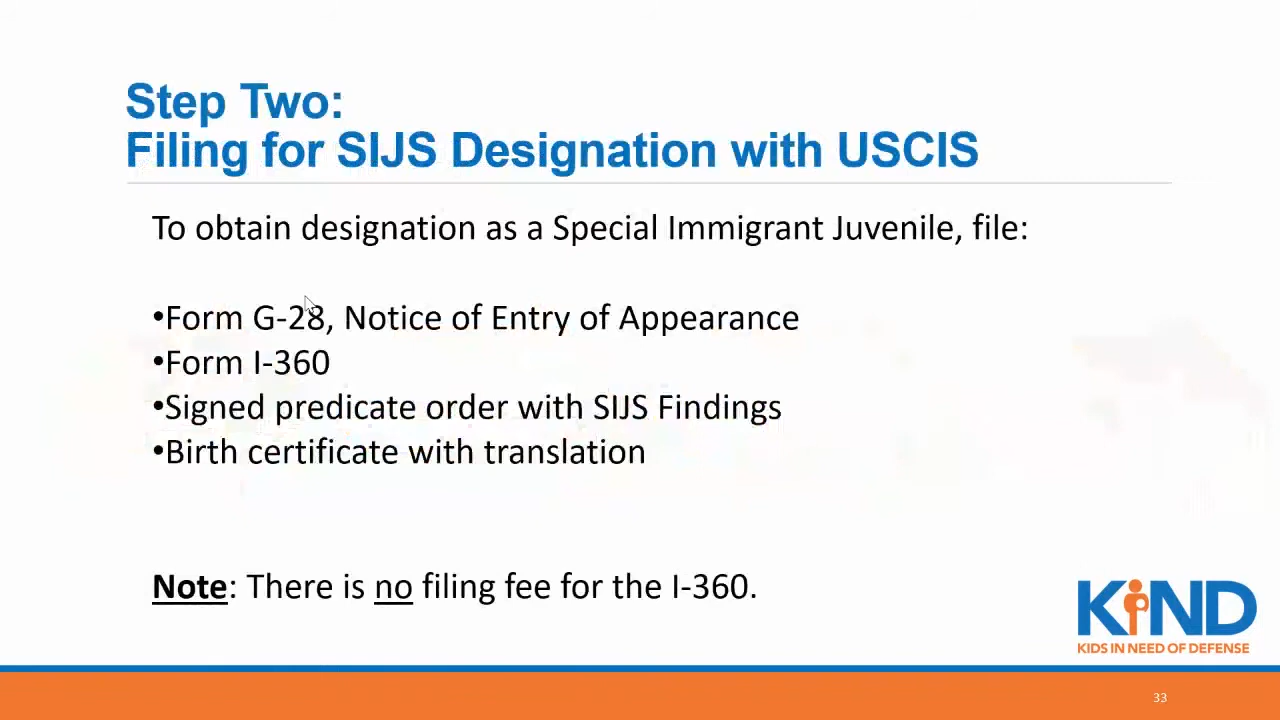 Step Two:
Filing for SIJS Designation with USCIS
To obtain designation as a Special Immigrant Juvenile, file:
•Form G-28, Notice of Entry of Appearance
•Form I-360
•Signed predicate order with SIJS Findings
•Birth certificate with translation
Note: There is no filing fee for the I-360.
KiND
KIDS IN NEED OF DEFENSE
33